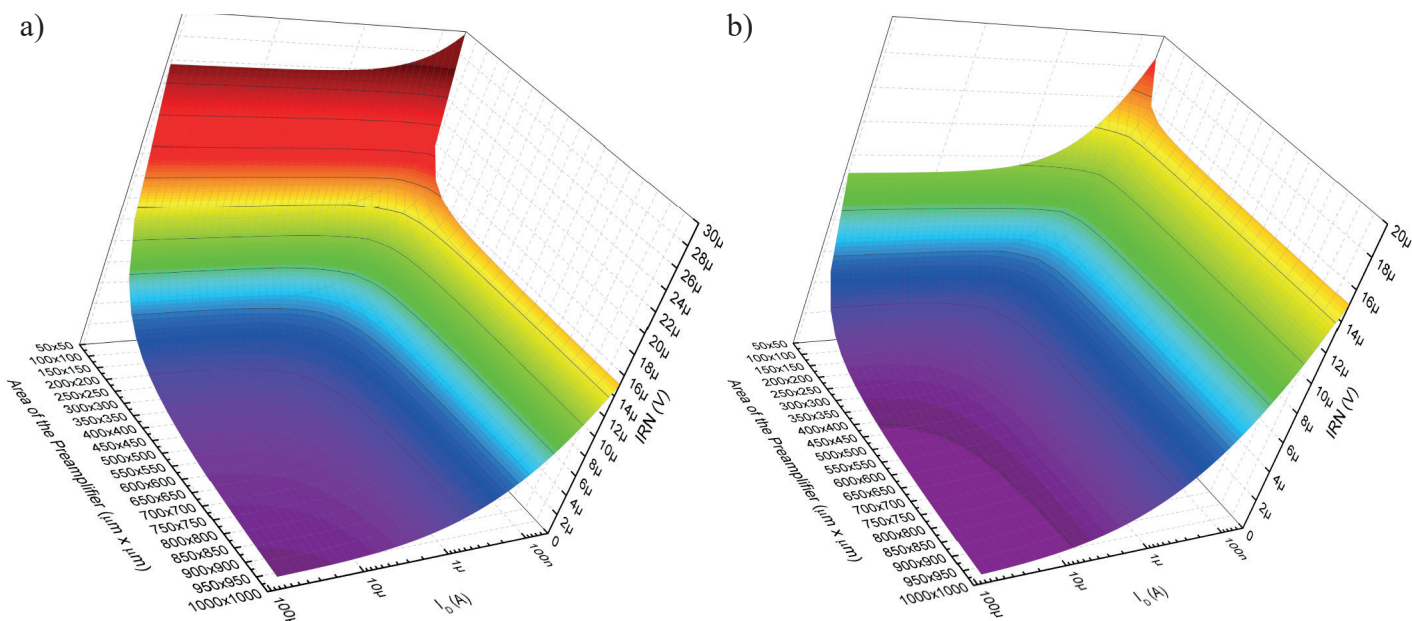 a)
30µ
28µ
26µ
24µ
22µ
20µ
18µ
16µ
14µ
12µ
10µ
8µ
6µ
4µ
2µ
0
IRN (V)
50x50
100x100
150x150
200x200
250x250
300x300
350x350
400x400
450x450
500x500
550x550
600x600
650x650
700x700
750x750
800x800
850x850
900x900
950x950
1000x1000
Area of the Preamplifier (µm x µm)
100µ
10µ
1µ
100n
I_D (A)
b)
20µ
18µ
16µ
14µ
12µ
10µ
8µ
6µ
4µ
2µ
0
IRN (V)
50x50
100x100
150x150
200x200
250x250
300x300
350x350
400x400
450x450
500x500
550x550
600x600
650x650
700x700
750x750
800x800
850x850
900x900
950x950
1000x1000
Area of the Preamplifier (µm x µm)
100µ
10µ
1µ
100n
I_D (A)